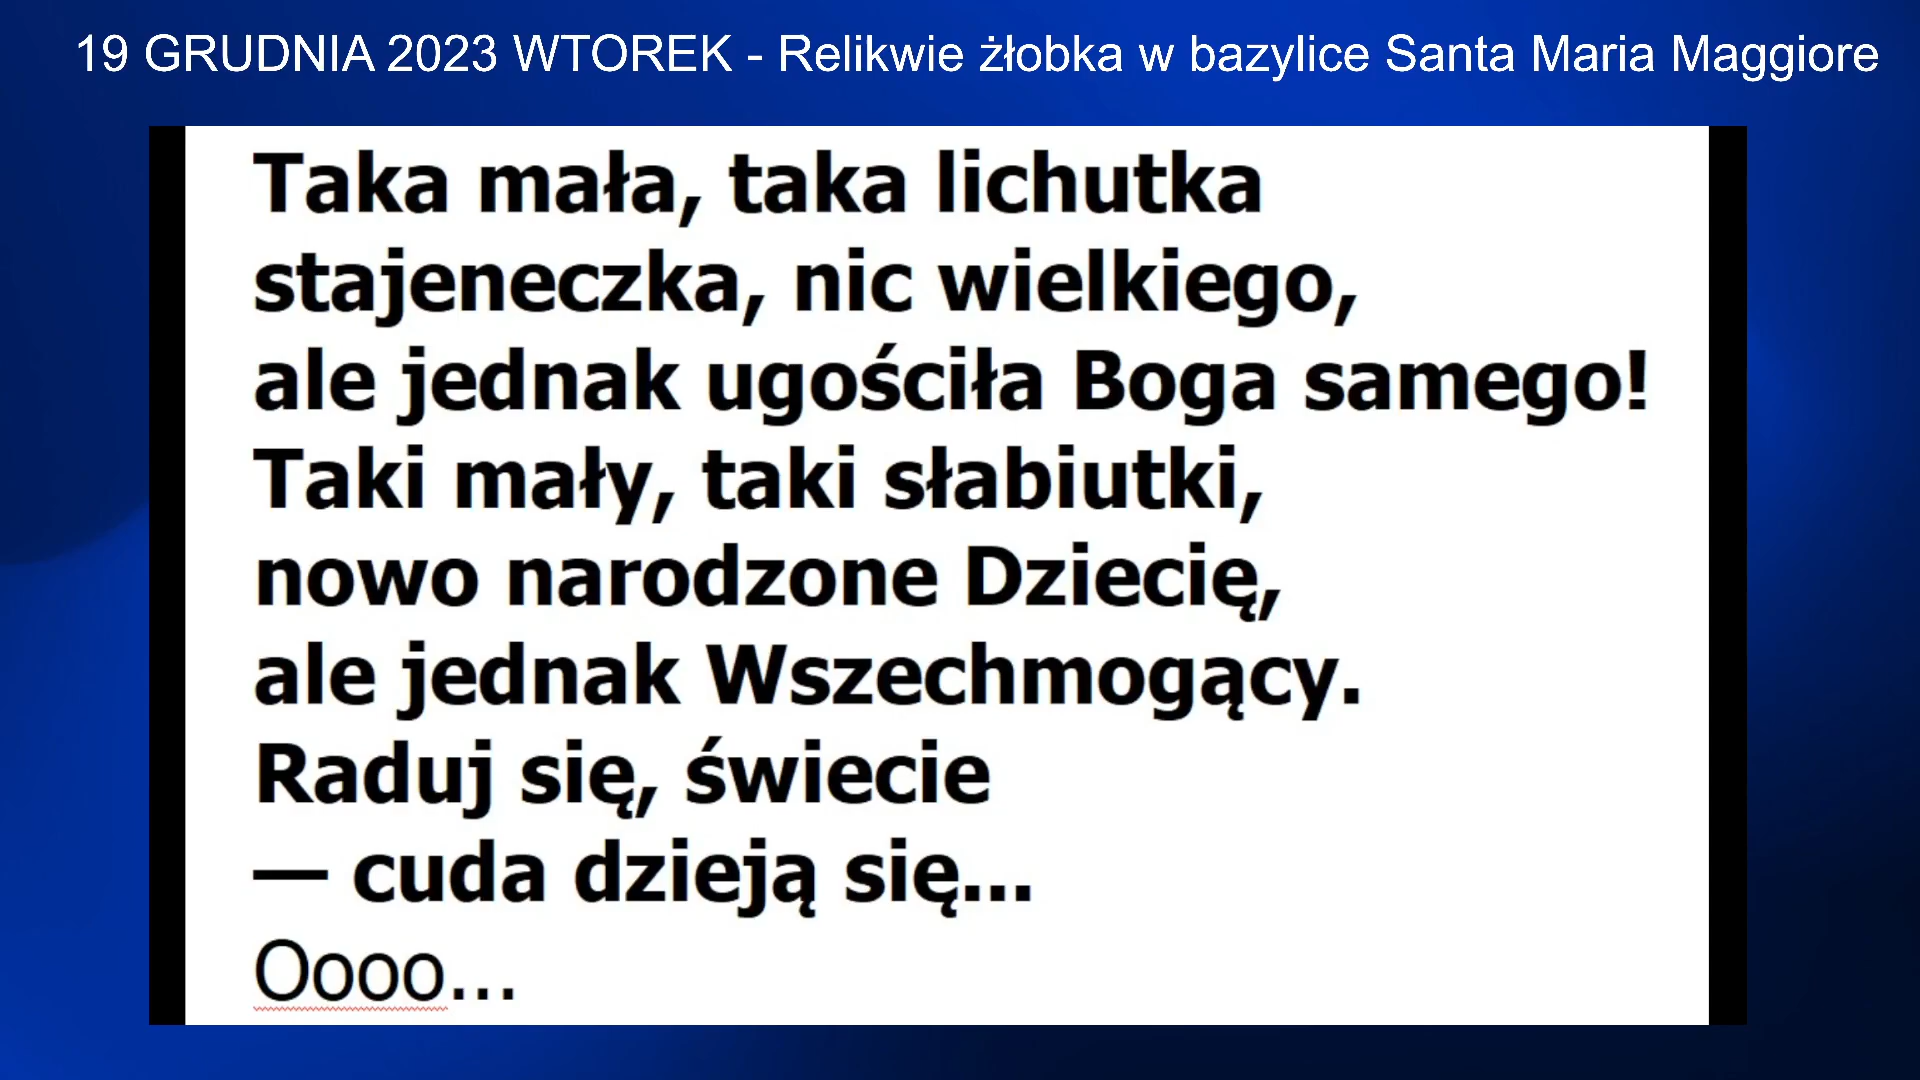 19 GRUDNIA 2023 WTOREK - Relikwie żłobka w bazylice Santa Maria Maggiore
Taka mała, taka lichutka
stajeneczka, nic wielkiego,
ale jednak ugościła Boga samego!
Taki mały, taki słabiutki,
nowo narodzone Dziecię,
ale jednak Wszechmogący.
Raduj się, świecie
— cuda dzieją się...
Oooo...